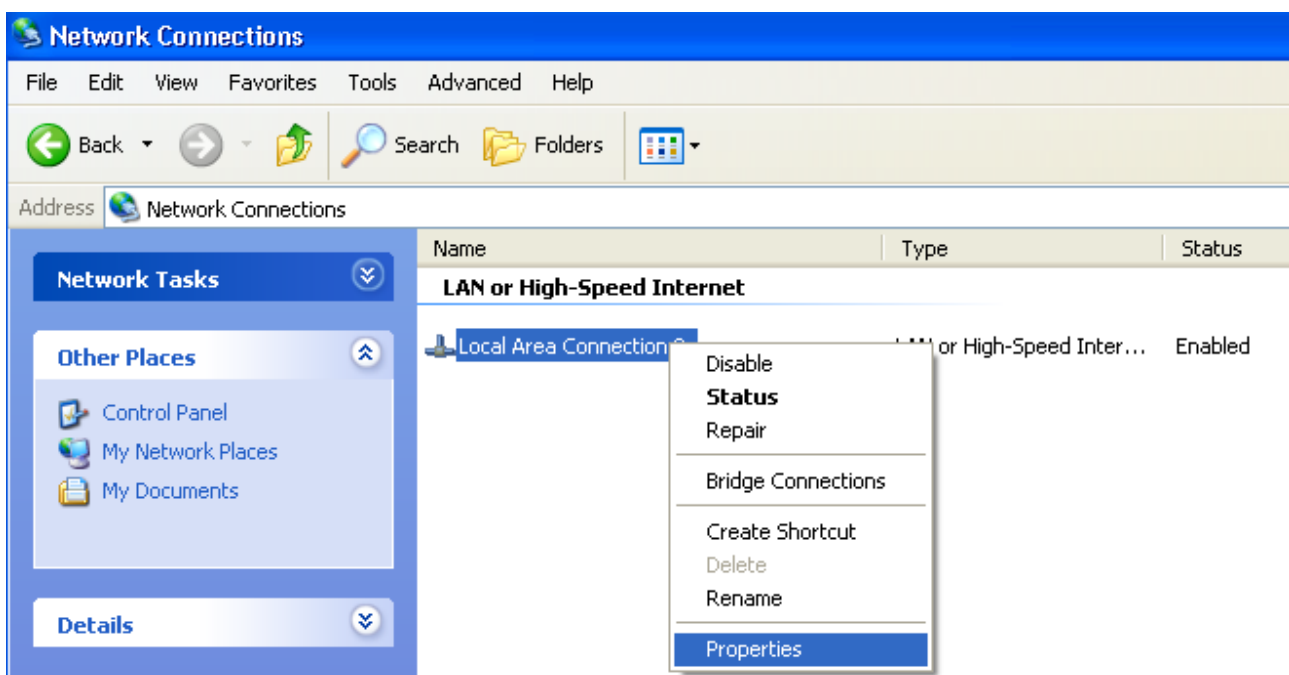 Network Connections
File Edit View Favorites Tools Advanced Help
Back Search Folders
Address Network Connections
Name Type Status
Network Tasks
LAN or High-Speed Internet
Local Area Connection or High-Speed Inter... Enabled
Other Places
Control Panel
My Network Places
My Documents
Details
Disable
Status
Repair
Bridge Connections
Create Shortcut
Delete
Rename
Properties